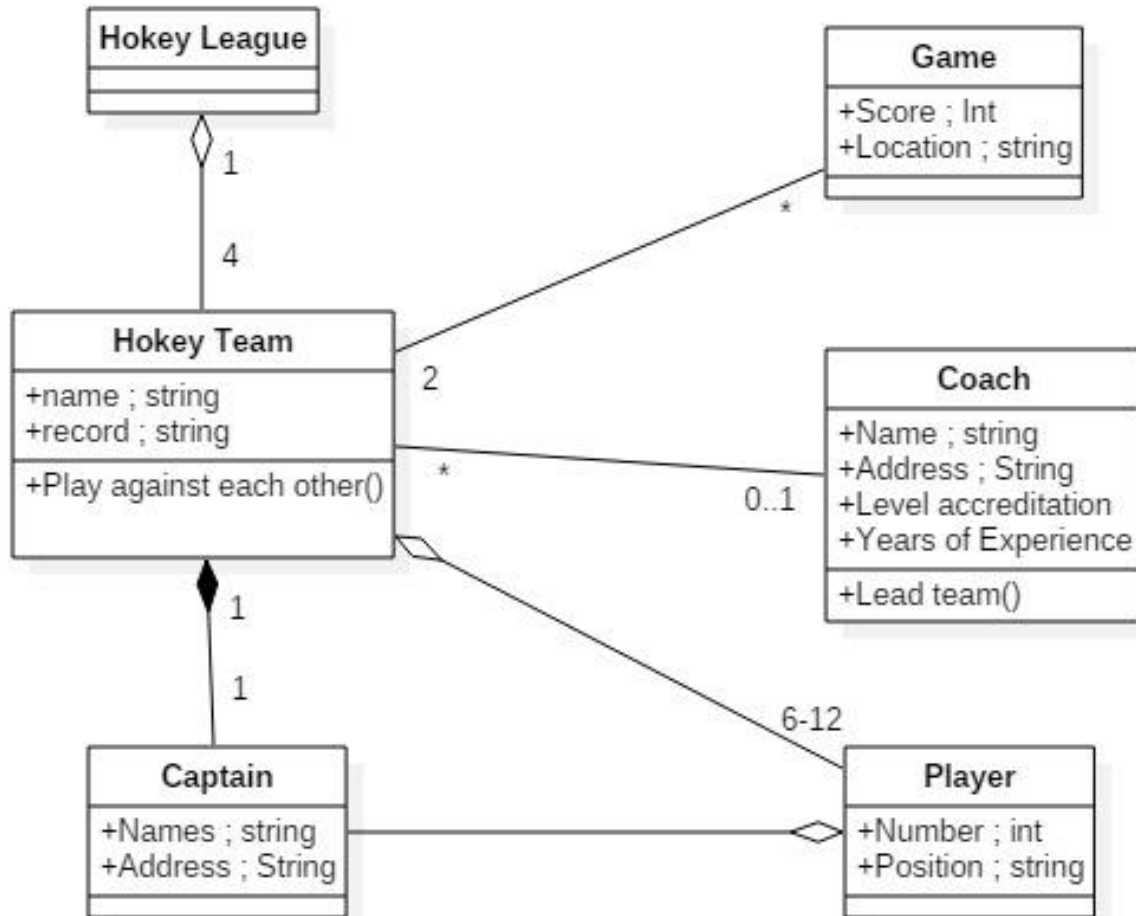 Hokey League
1
4
Game
+Score ; Int
+Location ; string
*
2
Hokey Team
+name ; string
+record ; string
+Play against each other()
*
0..1
Coach
+Name ; string
+Address ; String
+Level accreditation
+Years of Experience
+Lead team()
1
1
6-12
Captain
+Names ; string
+Address ; String
Player
+Number ; int
+Position ; string